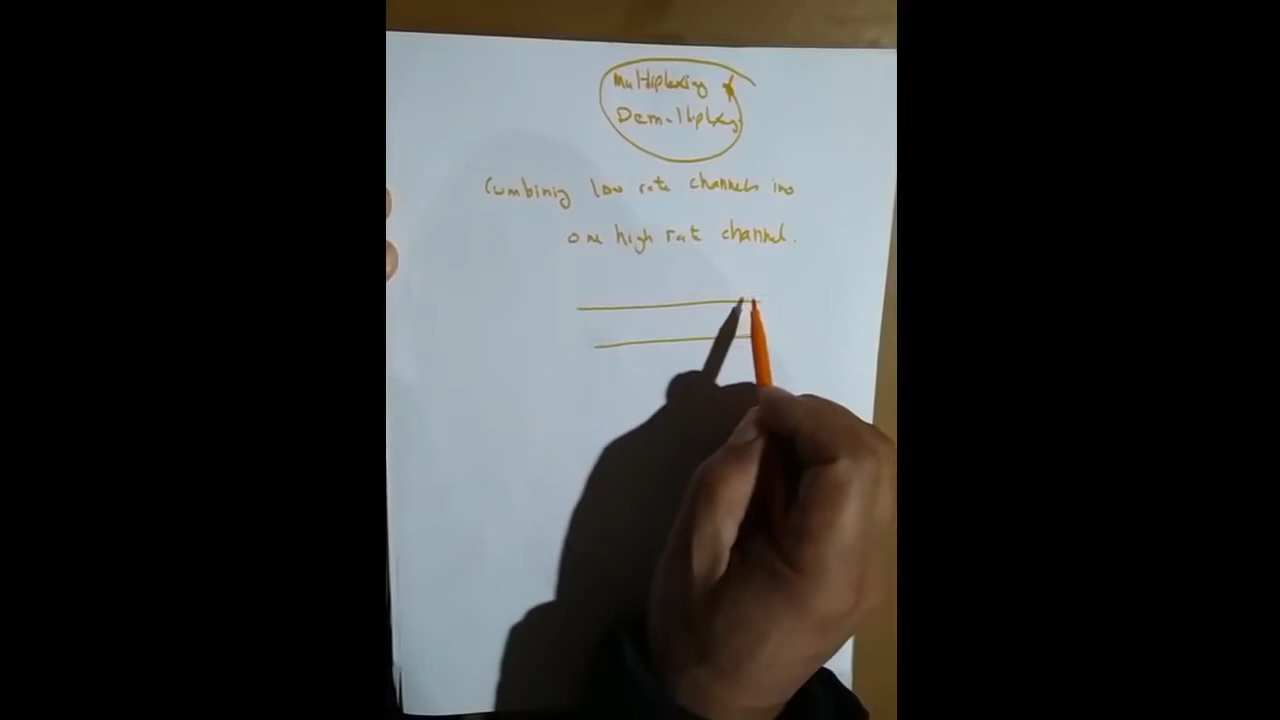 Multiplexing &
Demultiplexing
Combining low rate channels into
one high rate channel.